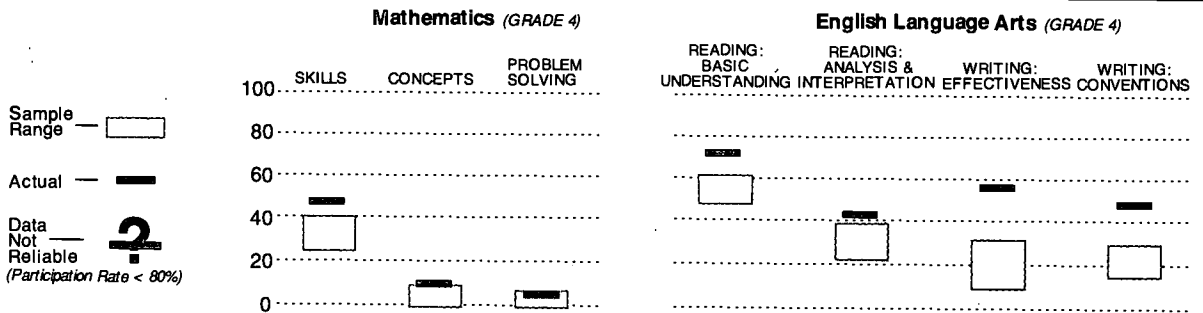 Mathematics (GRADE 4)
English Language Arts (GRADE 4)
SKILLS
CONCEPTS
PROBLEM
SOLVING
READING:
BASIC
UNDERSTANDING
READING:
ANALYSIS &
INTERPRETATION
WRITING:
EFFECTIVENESS
WRITING:
CONVENTIONS
100
80
60
40
20
0
Sample
Range
Actual
Data
Not
Reliable
?
(Participation Rate < 80%)